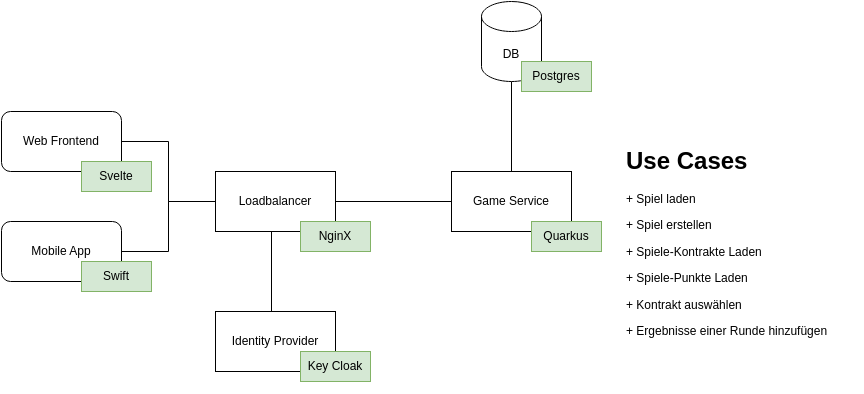 DB
Postgres
Web Frontend
Svelte
Mobile App
Swift
Loadbalancer
NginX
Game Service
Quarkus
Identity Provider
Key Cloak
Use Cases
+ Spiel laden
+ Spiel erstellen
+ Spiele-Kontrakte Laden
+ Spiele-Punkte Laden
+ Kontrakt auswählen
+ Ergebnisse einer Runde hinzufügen